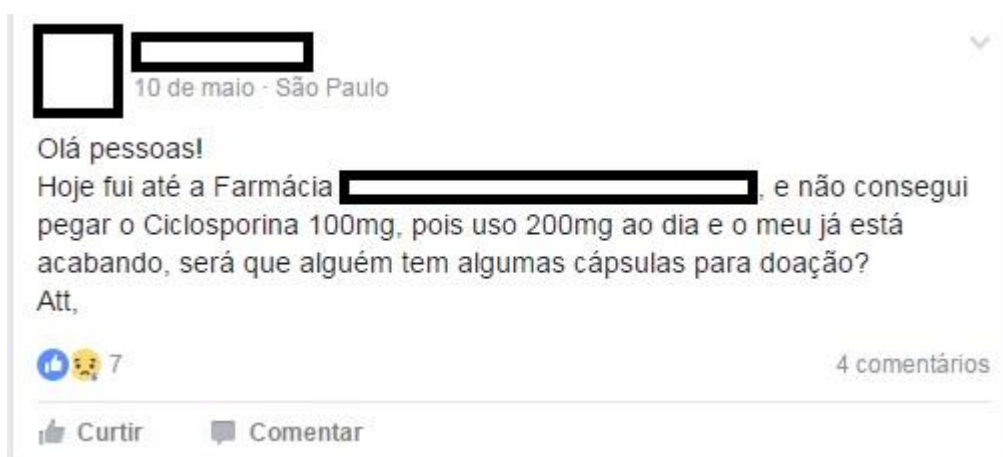 10 de maio · São Paulo
Olá pessoas!
Hoje fui até a Farmácia , e não consegui
pegar o Ciclosporina 100mg, pois uso 200mg ao dia e o meu já está
acabando, será que alguém tem algumas cápsulas para doação?
Att,
7 4 comentários
Curtir Comentar